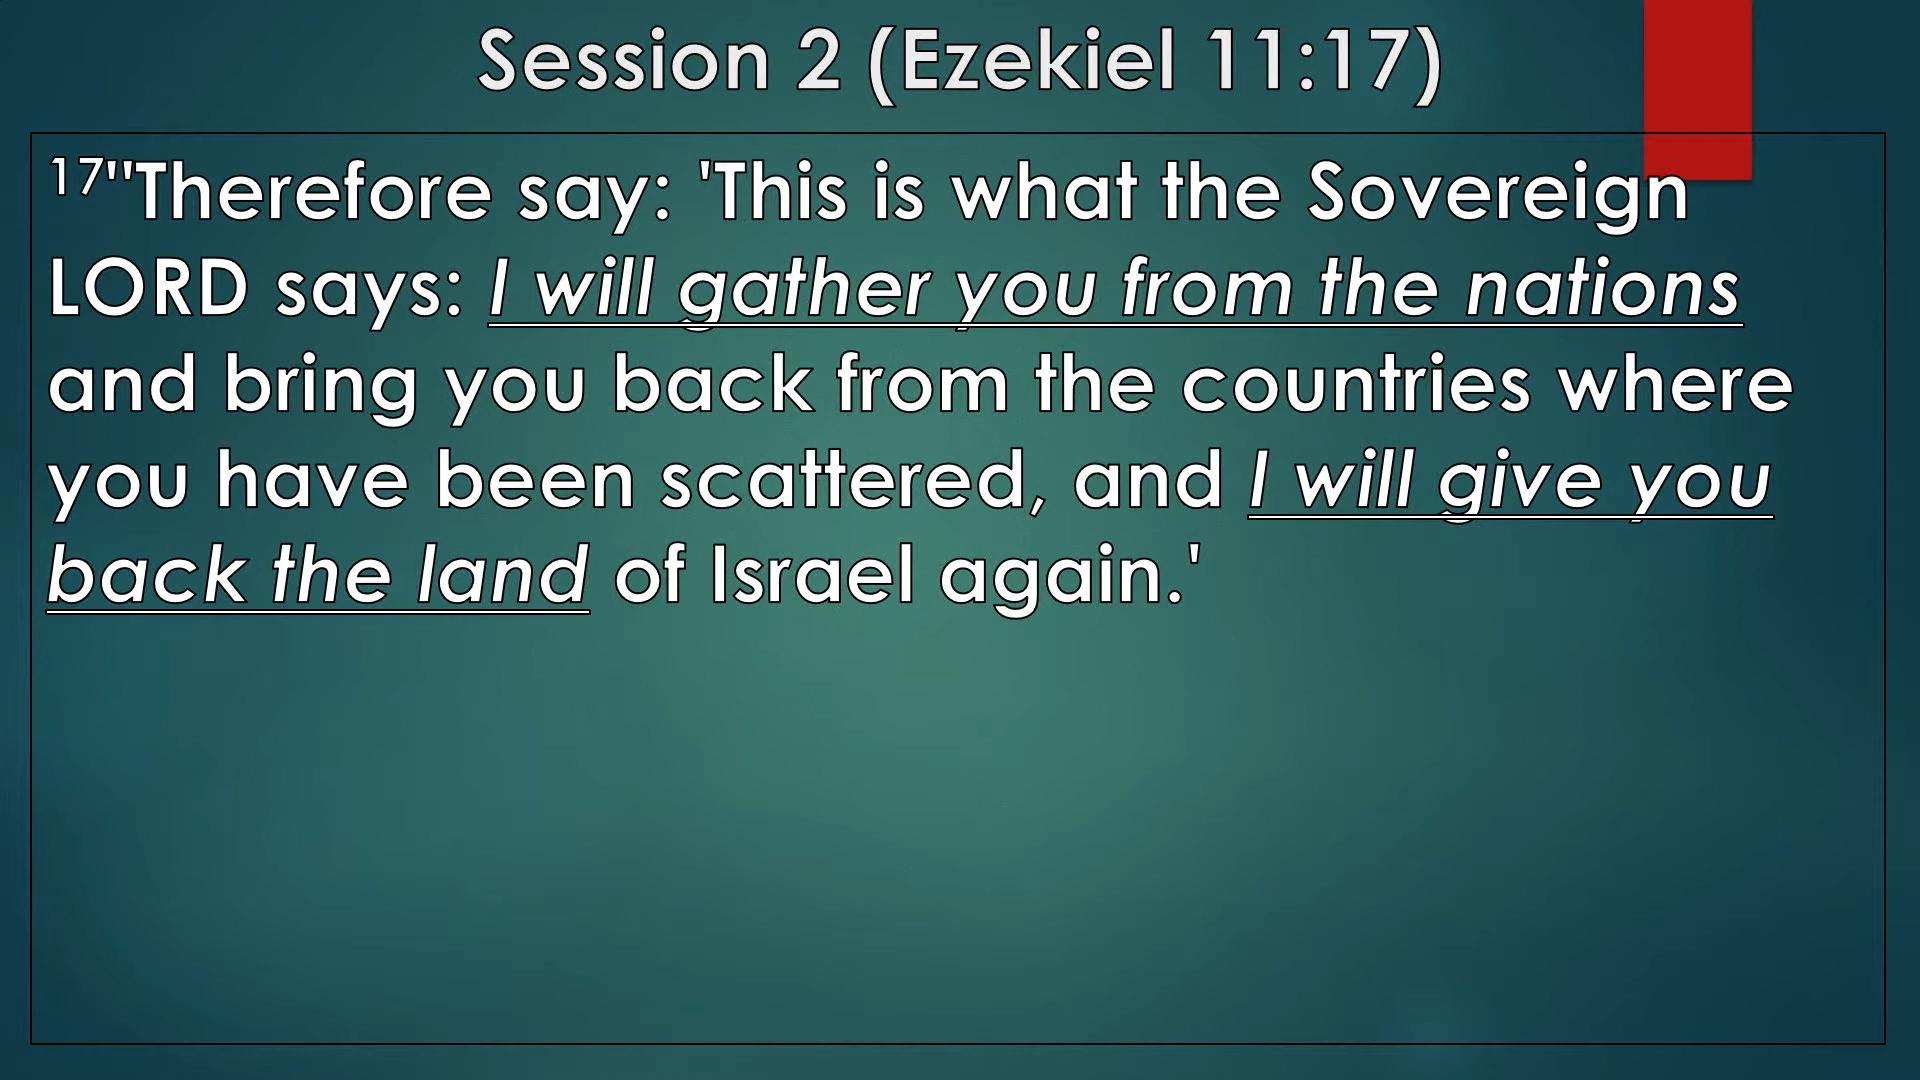 Session 2 (Ezekiel 11:17)
17"Therefore say: 'This is what the Sovereign
LORD says: I will gather you from the nations
and bring you back from the countries where
you have been scattered, and I will give you
back the land of Israel again.'